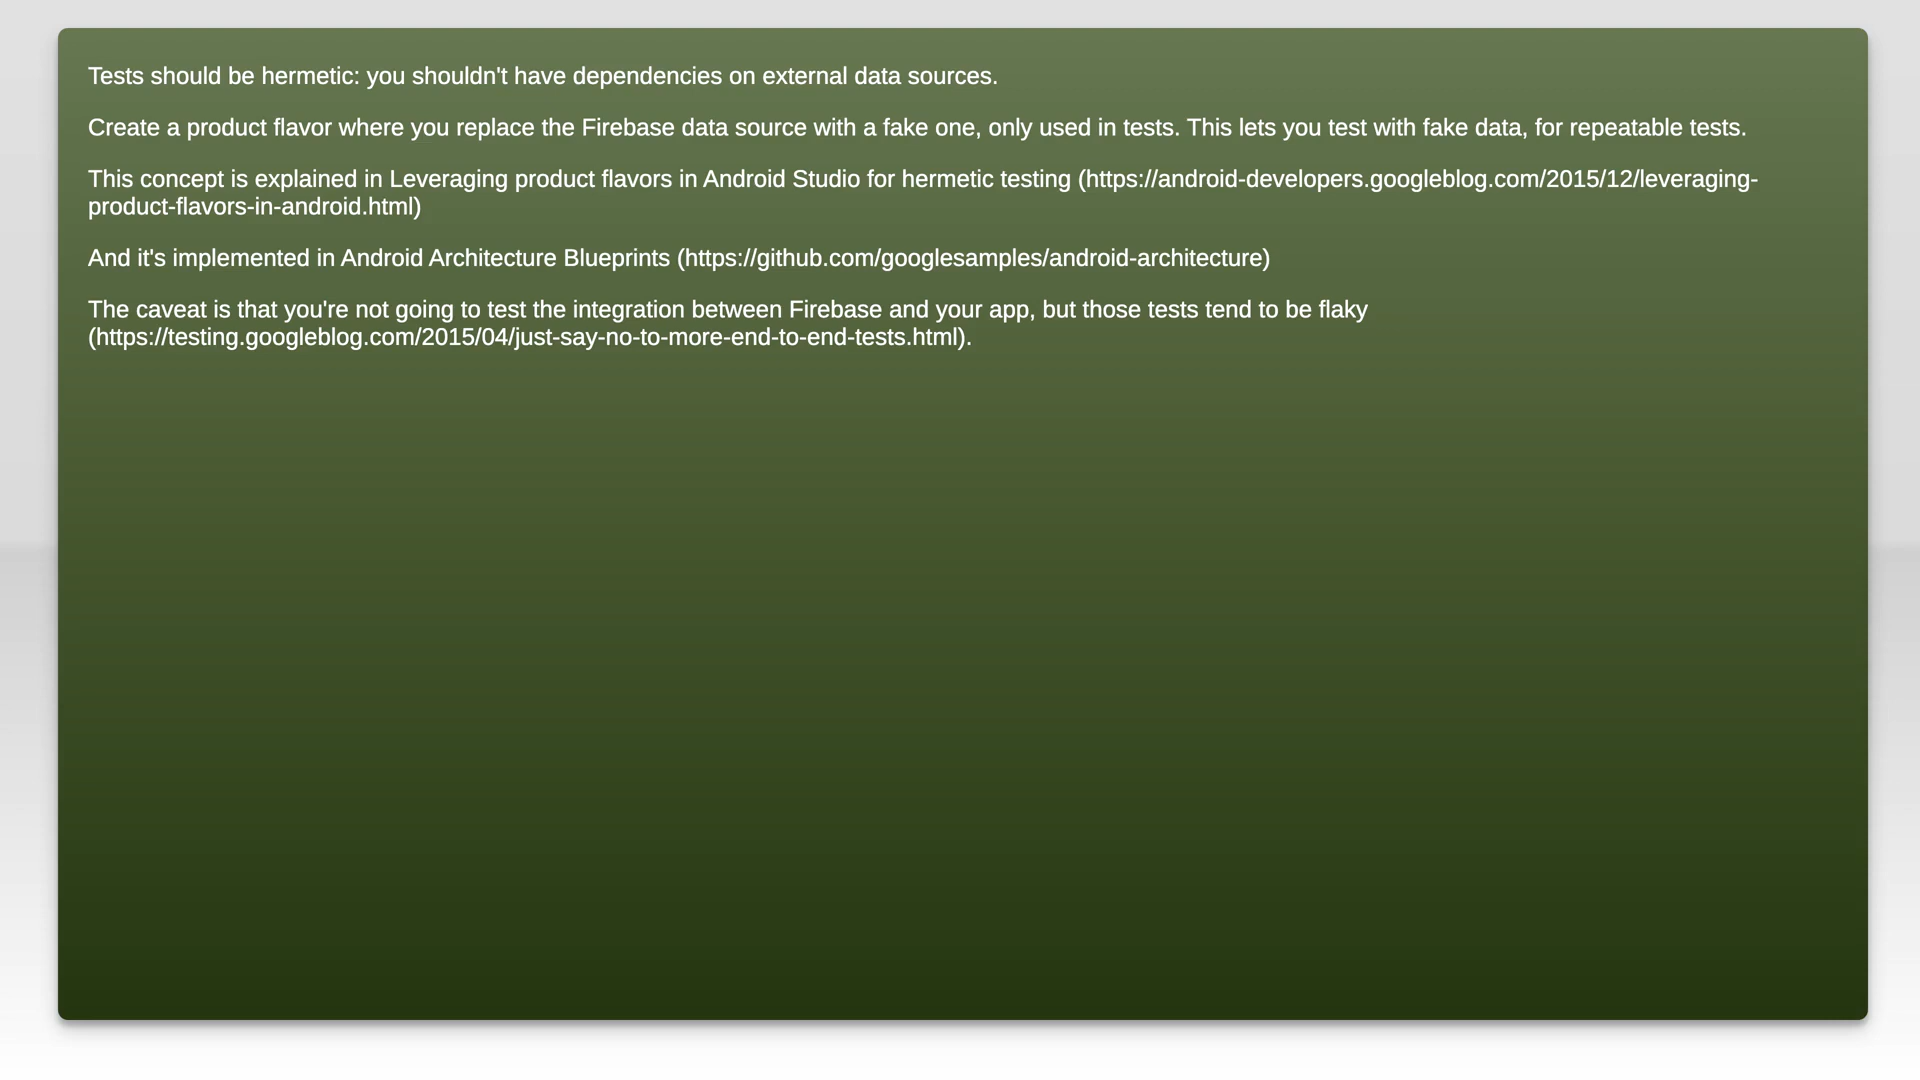 Tests should be hermetic: you shouldn't have dependencies on external data sources.
Create a product flavor where you replace the Firebase data source with a fake one, only used in tests. This lets you test with fake data, for repeatable tests.
This concept is explained in Leveraging product flavors in Android Studio for hermetic testing (https://android-developers.googleblog.com/2015/12/leveraging-
product-flavors-in-android.html)
And it's implemented in Android Architecture Blueprints (https://github.com/googlesamples/android-architecture)
The caveat is that you're not going to test the integration between Firebase and your app, but those tests tend to be flaky
(https://testing.googleblog.com/2015/04/just-say-no-to-more-end-to-end-tests.html).